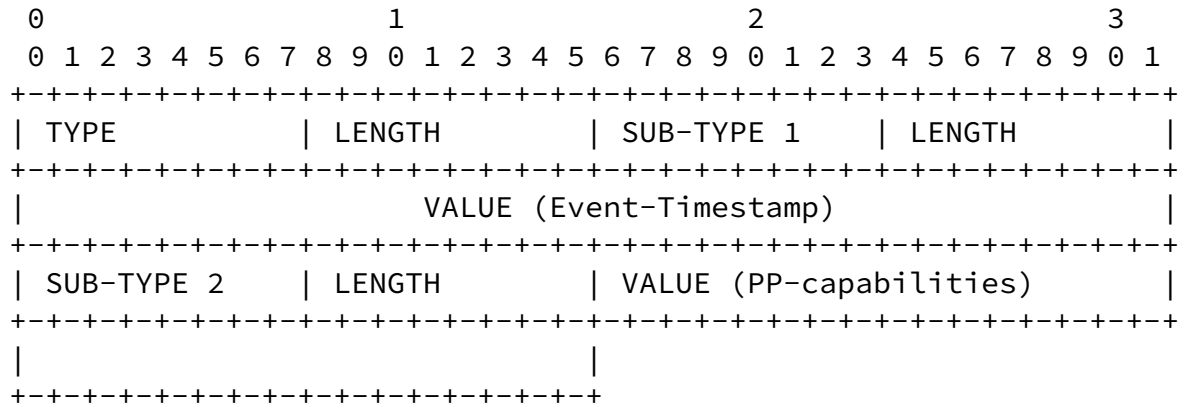 0                   1                   2                   3
 0 1 2 3 4 5 6 7 8 9 0 1 2 3 4 5 6 7 8 9 0 1 2 3 4 5 6 7 8 9 0 1
+-+-+-+-+-+-+-+-+-+-+-+-+-+-+-+-+-+-+-+-+-+-+-+-+-+-+-+-+-+-+-+-+
| TYPE          | LENGTH        | SUB-TYPE 1    | LENGTH        |
+-+-+-+-+-+-+-+-+-+-+-+-+-+-+-+-+-+-+-+-+-+-+-+-+-+-+-+-+-+-+-+-+
|                      VALUE (Event-Timestamp)                  |
+-+-+-+-+-+-+-+-+-+-+-+-+-+-+-+-+-+-+-+-+-+-+-+-+-+-+-+-+-+-+-+-+
| SUB-TYPE 2    | LENGTH        | VALUE (PP-capabilities)       |
+-+-+-+-+-+-+-+-+-+-+-+-+-+-+-+-+-+-+-+-+-+-+-+-+-+-+-+-+-+-+-+-+
|                               |
+-+-+-+-+-+-+-+-+-+-+-+-+-+-+-+-+